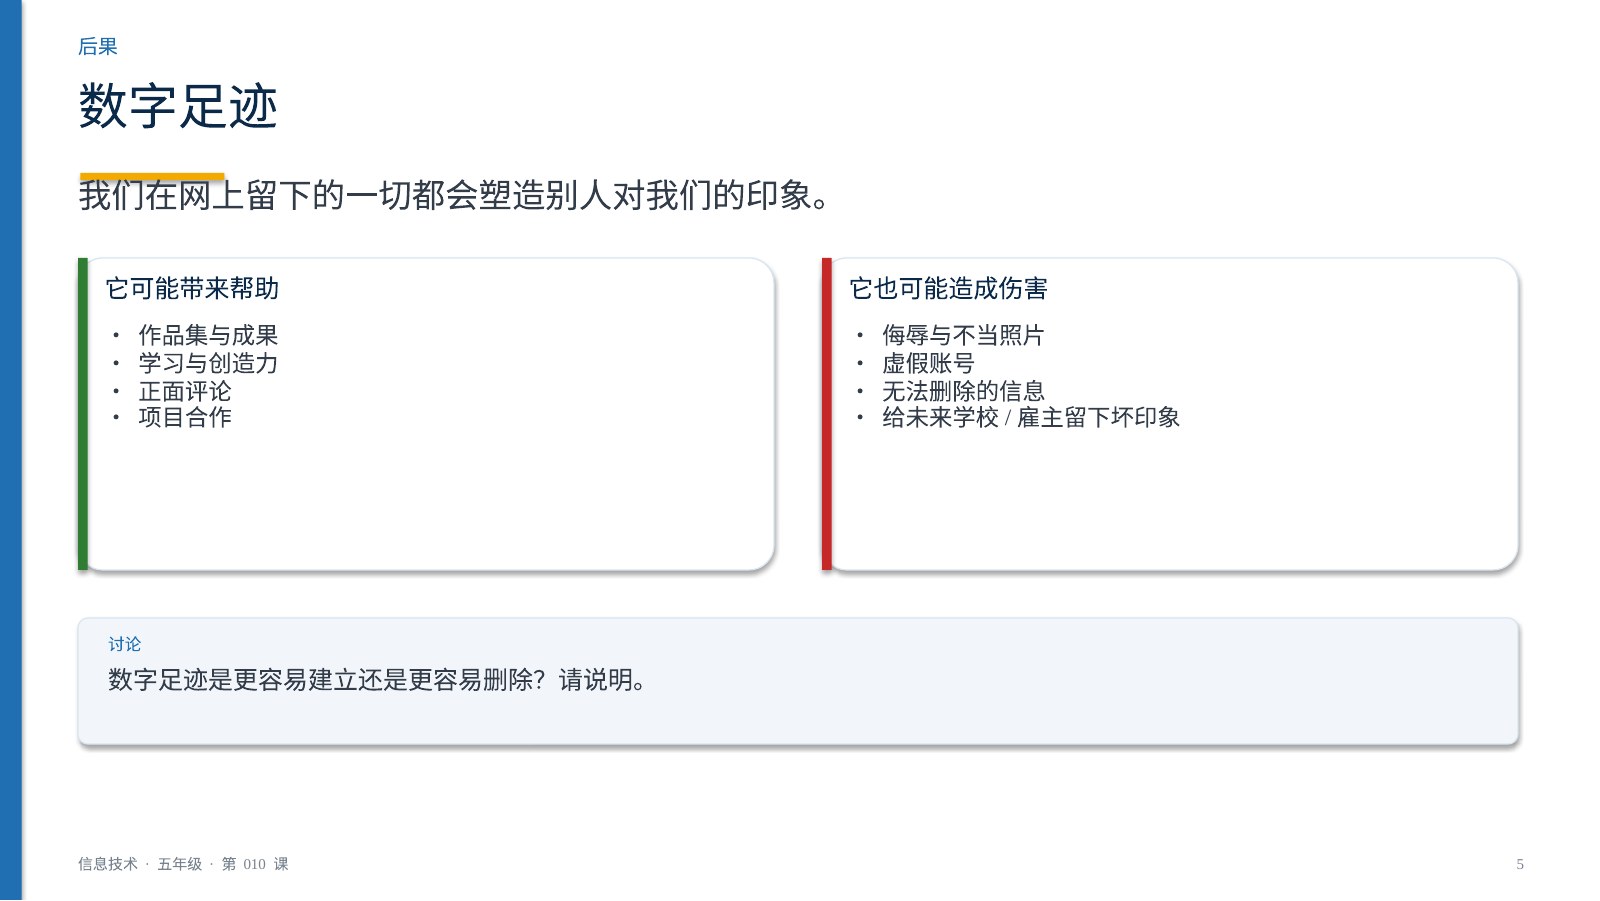 后果
数字足迹
我们在网上留下的一切都会塑造别人对我们的印象。
它可能带来帮助
• 作品集与成果
• 学习与创造力
• 正面评论
• 项目合作
它也可能造成伤害
• 侮辱与不当照片
• 虚假账号
• 无法删除的信息
• 给未来学校 / 雇主留下坏印象
讨论
数字足迹是更容易建立还是更容易删除？请说明。
信息技术 · 五年级 · 第 010 课
5